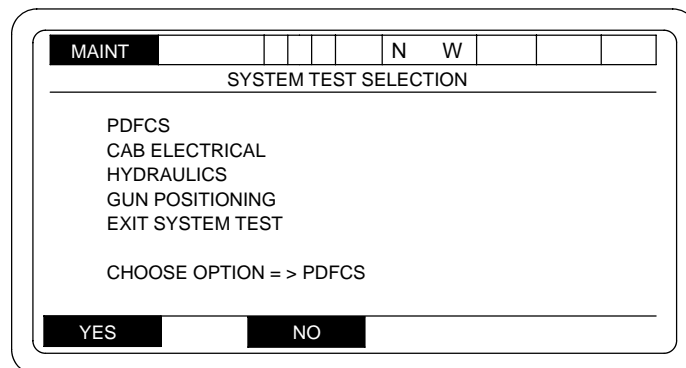 MAINT N W
SYSTEM TEST SELECTION
PDFCS
CAB ELECTRICAL
HYDRAULICS
GUN POSITIONING
EXIT SYSTEM TEST
CHOOSE OPTION = > PDFCS
YES NO